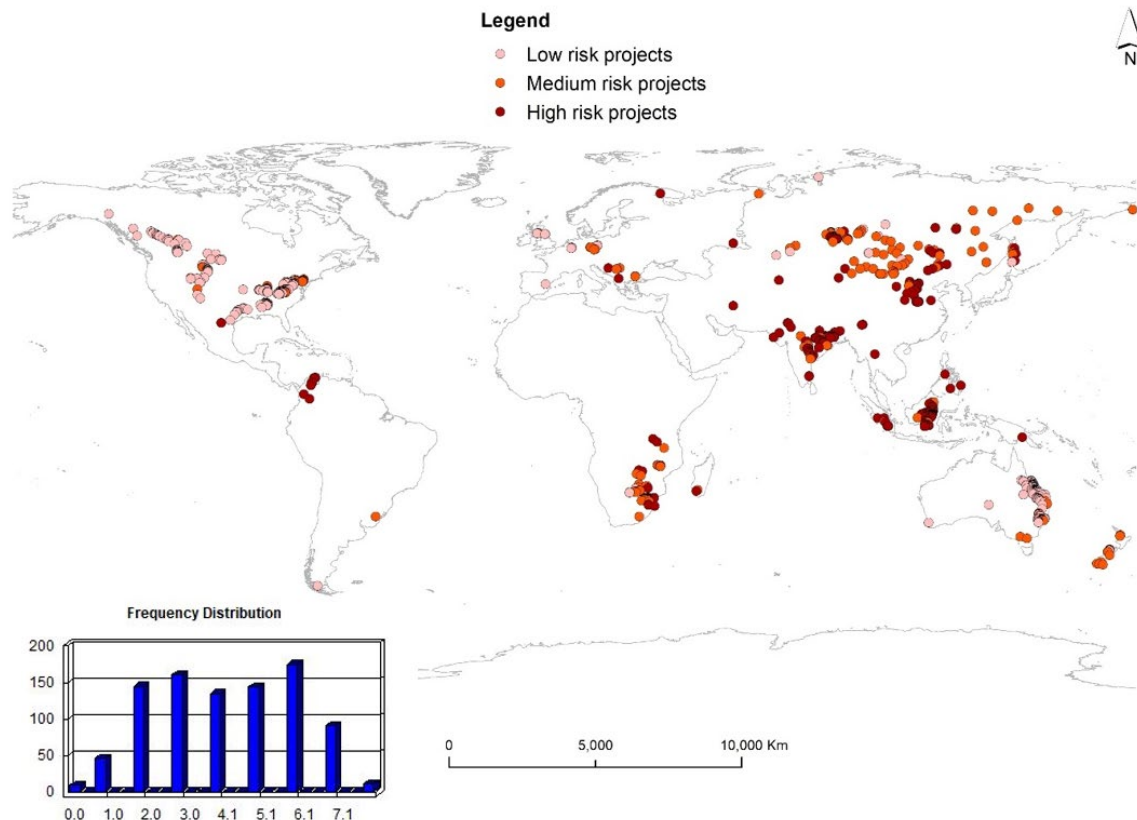 Legend
Low risk projects
Medium risk projects
High risk projects
N
Frequency Distribution
200
150
100
50
0
0.0 1.0 2.0 3.0 4.1 5.1 6.1 7.1
0 5,000 10,000 Km